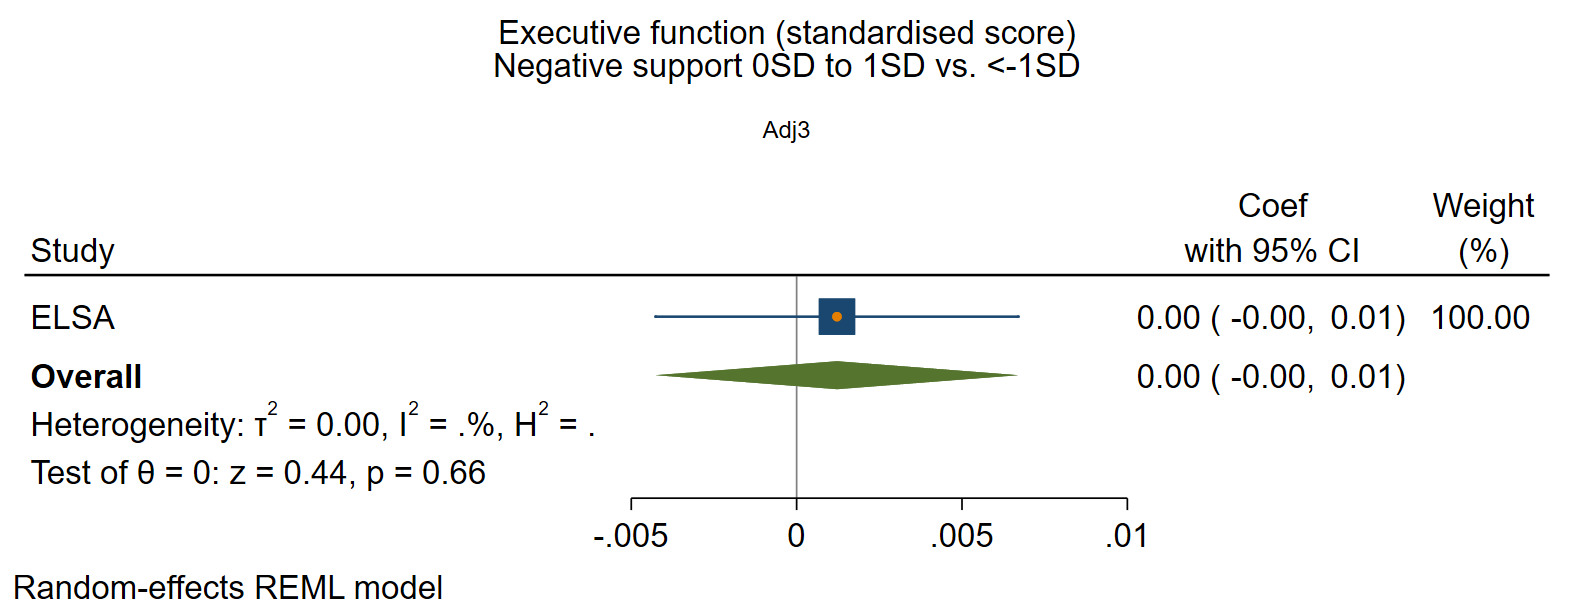 Executive function (standardised score)
Negative support 0SD to 1SD vs. <-1SD
Adj3
Coef Weight
Study with 95% CI (%)
ELSA 0.00 ( -0.00, 0.01) 100.00
Overall 0.00 ( -0.00, 0.01)
Heterogeneity: τ² = 0.00, I² = .%, H² = .
Test of θ = 0: z = 0.44, p = 0.66
-.005 0 .005 .01
Random-effects REML model